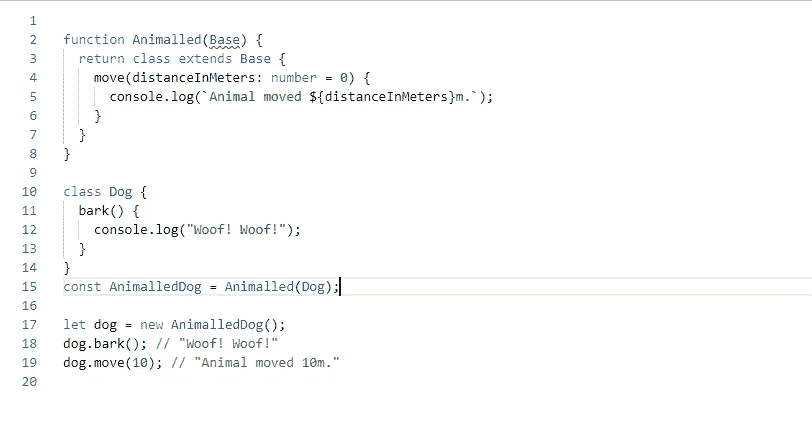 1
2 function Animalled(Base) {
3 return class extends Base {
4 move(distanceInMeters: number = 0) {
5 console.log(`Animal moved ${distanceInMeters}m.`);
6 }
7 }
8 }
9
10 class Dog {
11 bark() {
12 console.log("Woof! Woof!");
13 }
14 }
15 const AnimalledDog = Animalled(Dog);
16
17 let dog = new AnimalledDog();
18 dog.bark(); // "Woof! Woof!"
19 dog.move(10); // "Animal moved 10m."
20